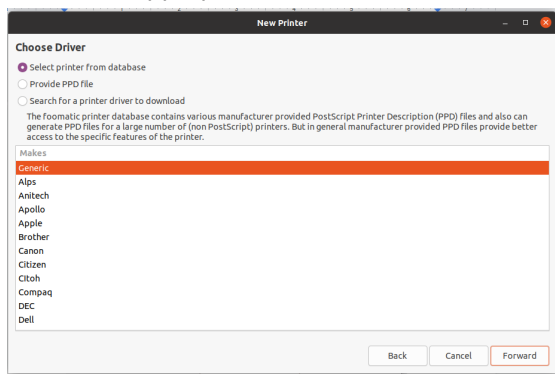 New Printer
Choose Driver
Select printer from database
Provide PPD file
Search for a printer driver to download
The foomatic printer database contains various manufacturer provided PostScript Printer Description (PPD) files and also can
generate PPD files for a large number of (non PostScript) printers. But in general manufacturer provided PPD files provide better
access to the specific features of the printer.
Makes
Generic
Alps
Anitech
Apollo
Apple
Brother
Canon
Citizen
CItoh
Compaq
DEC
Dell
Back Cancel Forward